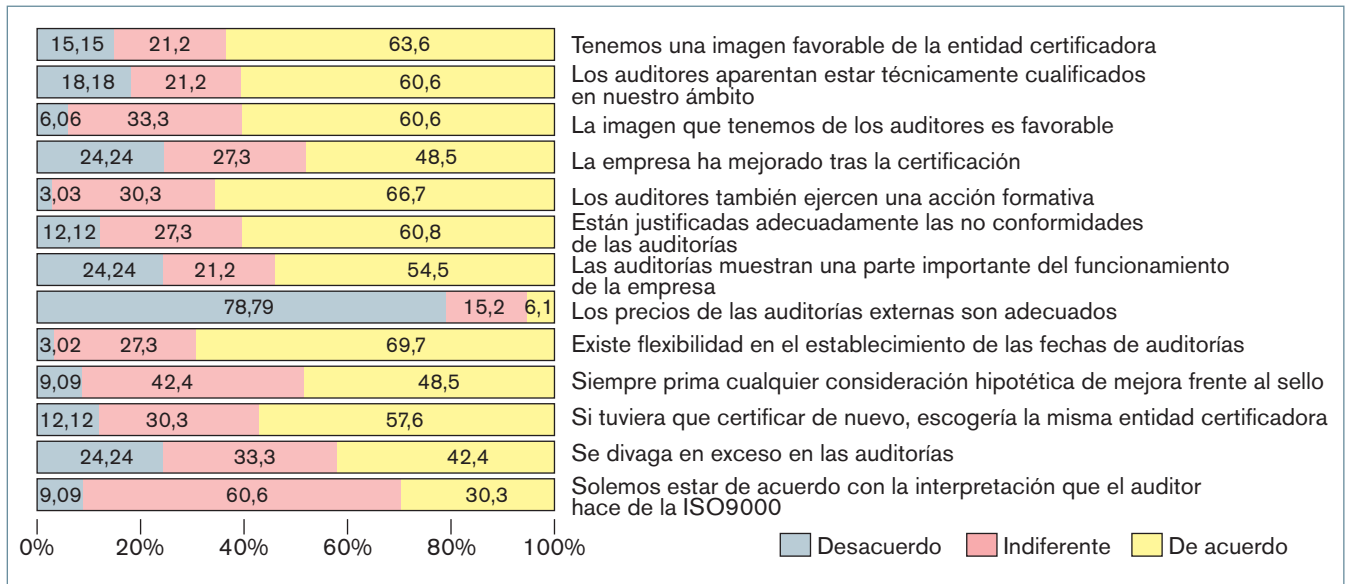 15,15 21,2 63,6 Tenemos una imagen favorable de la entidad certificadora
18,18 21,2 60,6 Los auditores aparentan estar técnicamente cualificados
en nuestro ámbito
6,06 33,3 60,6 La imagen que tenemos de los auditores es favorable
24,24 27,3 48,5 La empresa ha mejorado tras la certificación
3,03 30,3 66,7 Los auditores también ejercen una acción formativa
12,12 27,3 60,8 Están justificadas adecuadamente las no conformidades
de las auditorías
24,24 21,2 54,5 Las auditorías muestran una parte importante del funcionamiento
de la empresa
78,79 15,2 6,1 Los precios de las auditorías externas son adecuados
3,02 27,3 69,7 Existe flexibilidad en el establecimiento de las fechas de auditorías
9,09 42,4 48,5 Siempre prima cualquier consideración hipotética de mejora frente al sello
12,12 30,3 57,6 Si tuviera que certificar de nuevo, escogería la misma entidad certificadora
24,24 33,3 42,4 Se divaga en exceso en las auditorías
9,09 60,6 30,3 Solemos estar de acuerdo con la interpretación que el auditor
hace de la ISO9000
0% 20% 40% 60% 80% 100%
Desacuerdo Indiferente De acuerdo